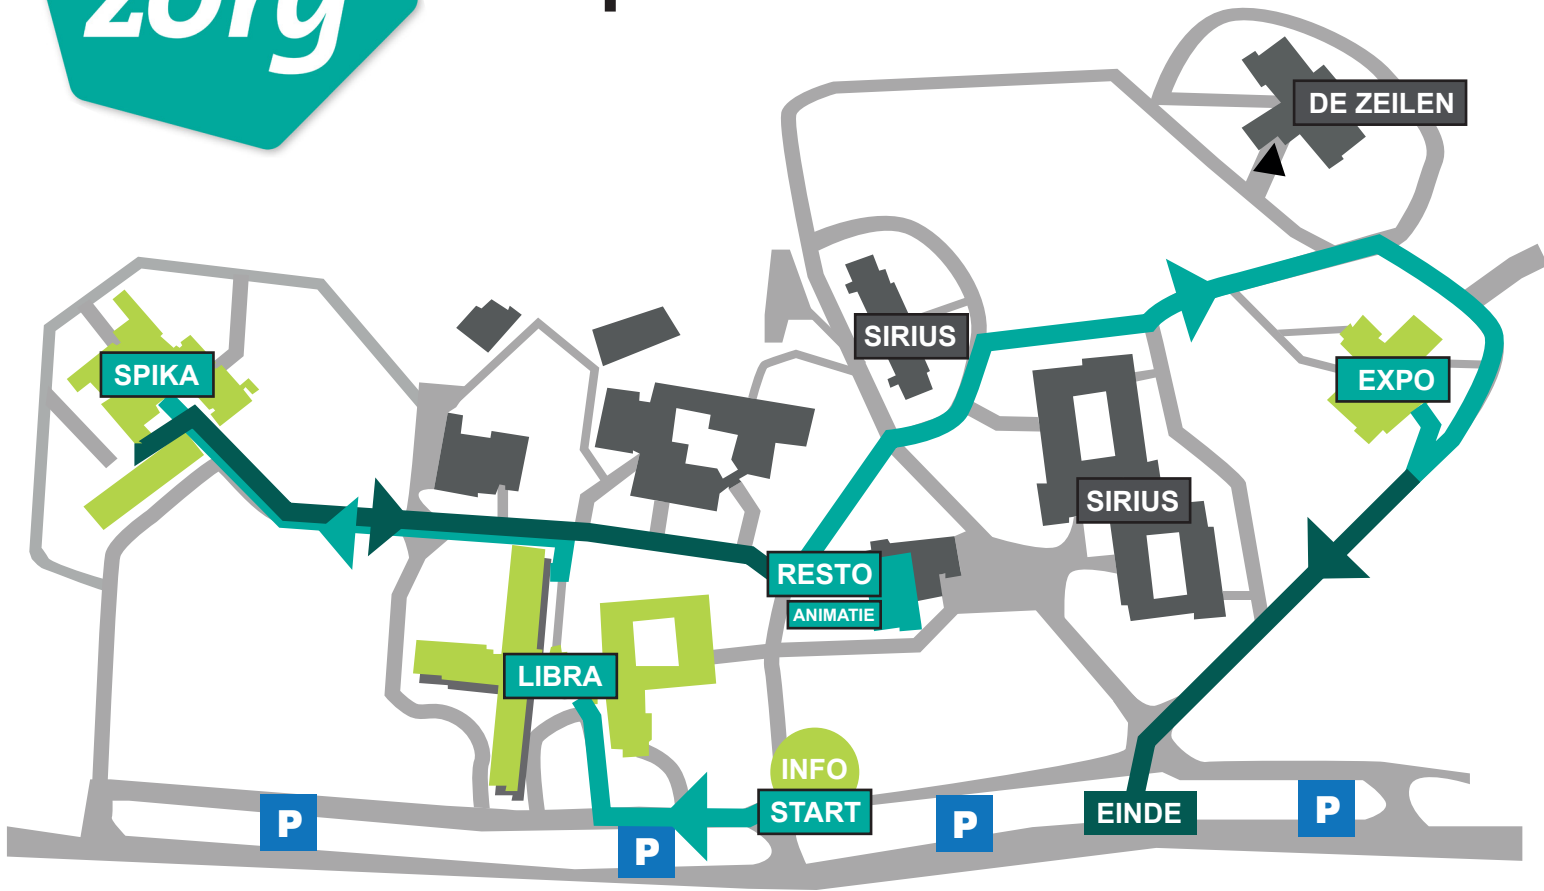 zorg
DE ZEILEN
SIRIUS
SPIKA
EXPO
SIRIUS
RESTO
ANIMATIE
LIBRA
INFO
START
EINDE
P
P
P
P